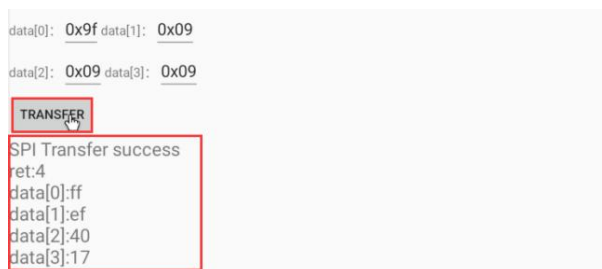 data[0]: 0x9f data[1]: 0x09
data[2]: 0x09 data[3]: 0x09
TRANSFER
SPI Transfer success
ret:4
data[0]:ff
data[1]:ef
data[2]:40
data[3]:17